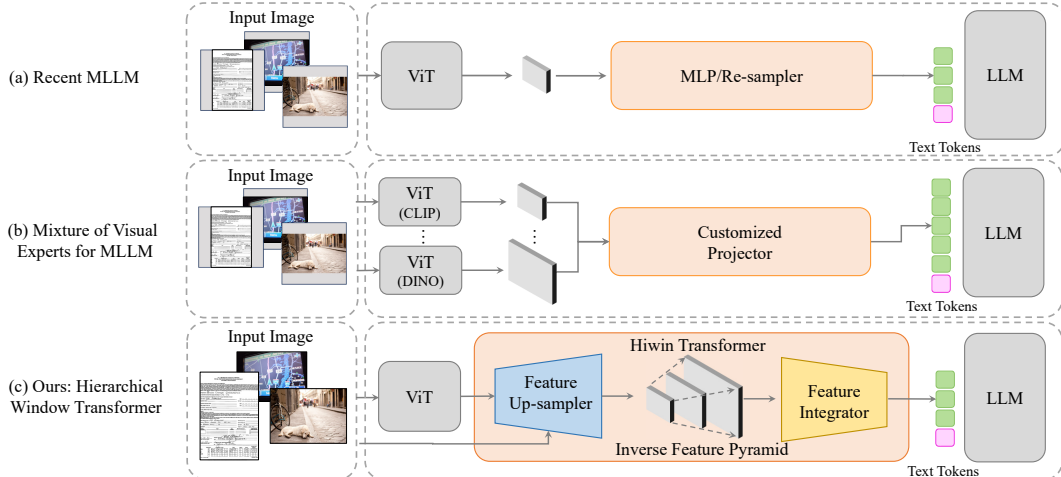 Input Image
(a) Recent MLLM
ViT
MLP/Re-sampler
LLM
Text Tokens
Input Image
(b) Mixture of Visual
Experts for MLLM
ViT
(CLIP)
ViT
(DINO)
Customized
Projector
LLM
Text Tokens
Input Image
(c) Ours: Hierarchical
Window Transformer
ViT
Feature
Up-sampler
Hiwin Transformer
Inverse Feature Pyramid
Feature
Integrator
LLM
Text Tokens